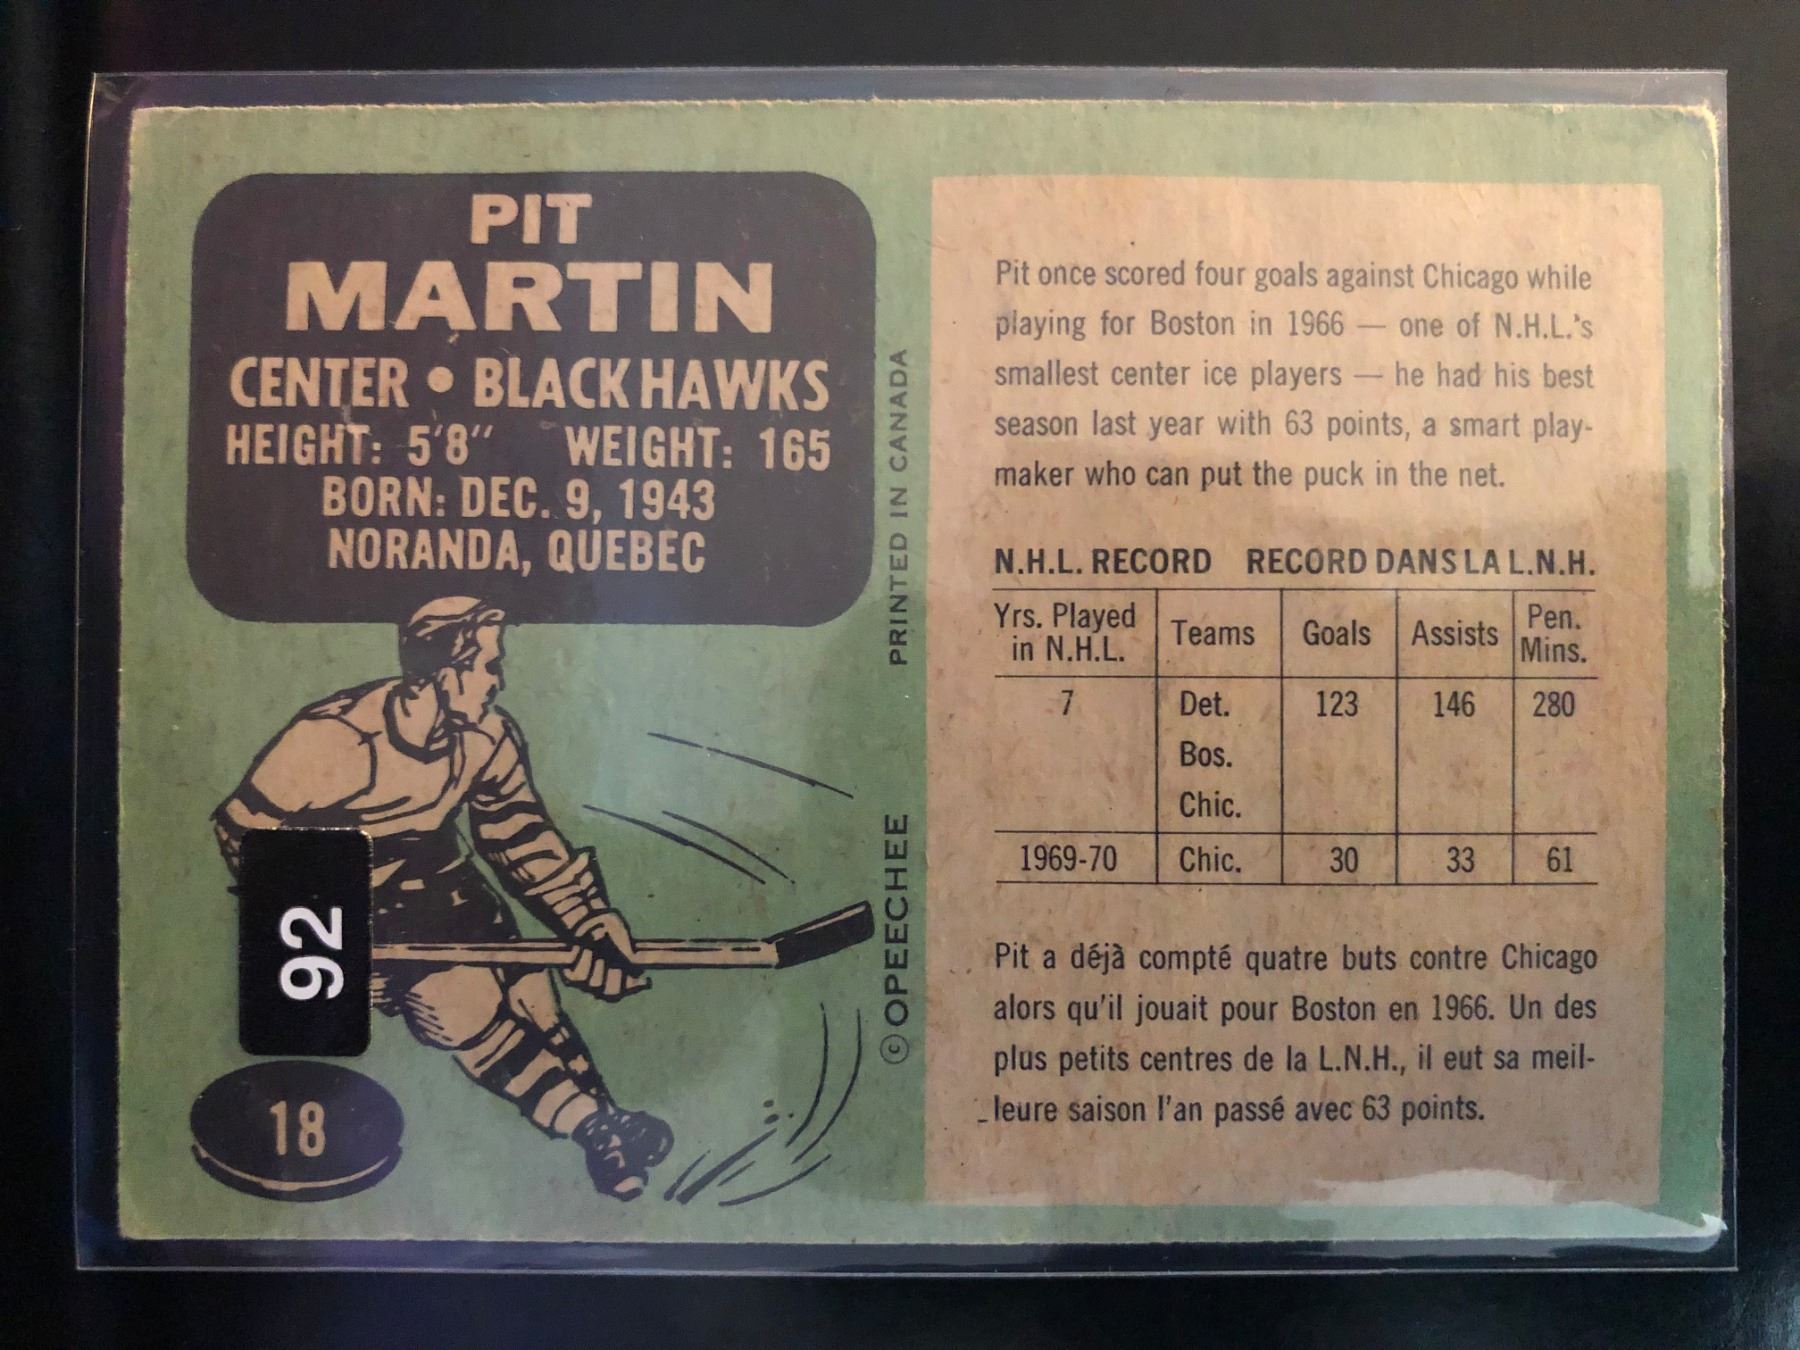 PIT
MARTIN
CENTER • BLACK HAWKS
HEIGHT: 5'8" WEIGHT: 165
BORN: DEC. 9, 1943
NORANDA, QUEBEC
92
18
© OPEECHEE PRINTED IN CANADA
Pit once scored four goals against Chicago while
playing for Boston in 1966 — one of N.H.L.'s
smallest center ice players — he had his best
season last year with 63 points, a smart play-
maker who can put the puck in the net.
N.H.L. RECORD RECORD DANS LA L.N.H.
Yrs. Played in N.H.L. Teams Goals Assists Pen. Mins.
7 Det. 123 146 280
Bos.
Chic.
1969-70 Chic. 30 33 61
Pit a déjà compté quatre buts contre Chicago
alors qu'il jouait pour Boston en 1966. Un des
plus petits centres de la L.N.H., il eut sa meil-
leure saison l'an passé avec 63 points.